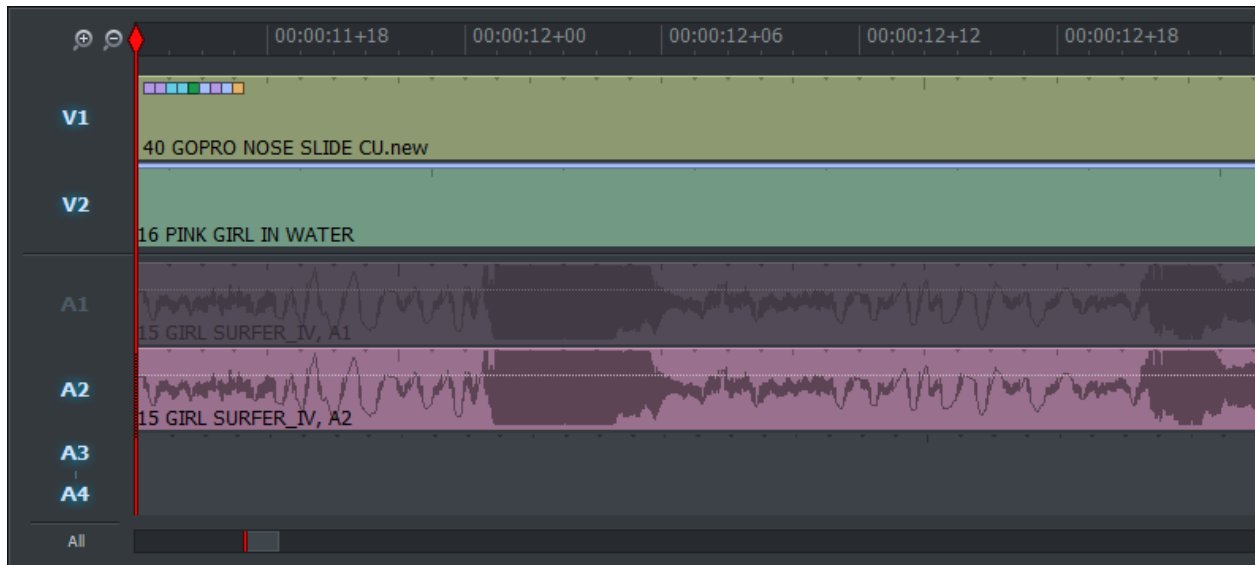 00:00:11+18 00:00:12+00 00:00:12+06 00:00:12+12 00:00:12+18
V1
40 GOPRO NOSE SLIDE CU.new
V2
16 PINK GIRL IN WATER
A1
15 GIRL SURFER_IV, A1
A2
15 GIRL SURFER_IV, A2
A3
A4
All